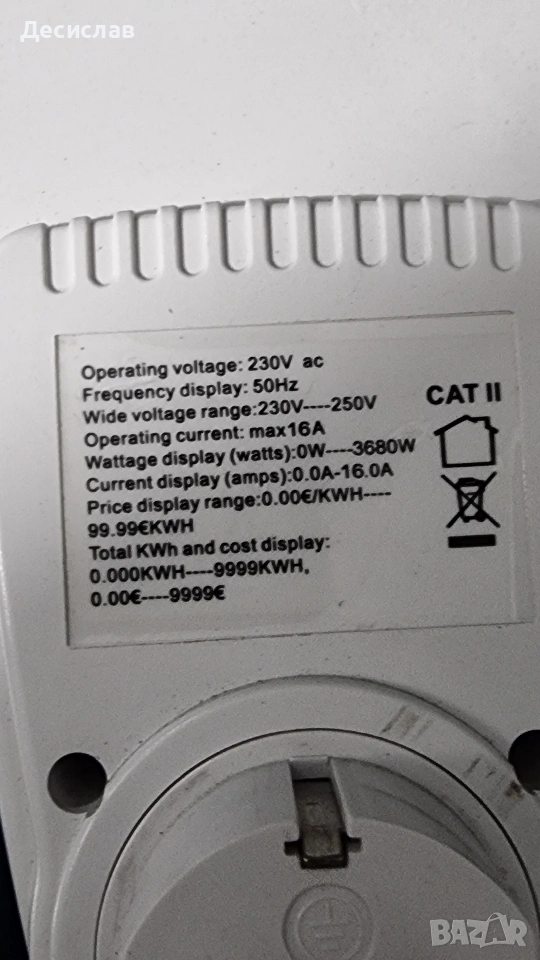 Десислав
Operating voltage: 230V ac
Frequency display: 50Hz
Wide voltage range:230V----250V
Operating current: max16A
Wattage display (watts):0W----3680W
Current display (amps):0.0A-16.0A
Price display range:0.00€/KWH----
99.99€KWH
Total KWh and cost display:
0.000KWH----9999KWH,
0.00€----9999€
CAT II
BAZAR